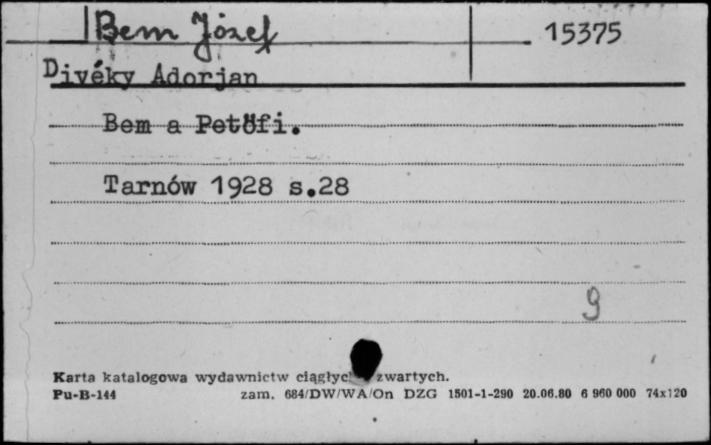 Bem Józef 15375
Divéky Adorjan
Bem a Petöfi.
Tarnów 1928 s.28
9
Karta katalogowa wydawnictw ciągłych zwartych.
Pu-B-144 zam. 684/DW/WA/On DZG 1501-1-290 20.06.80 6 960 000 74x120